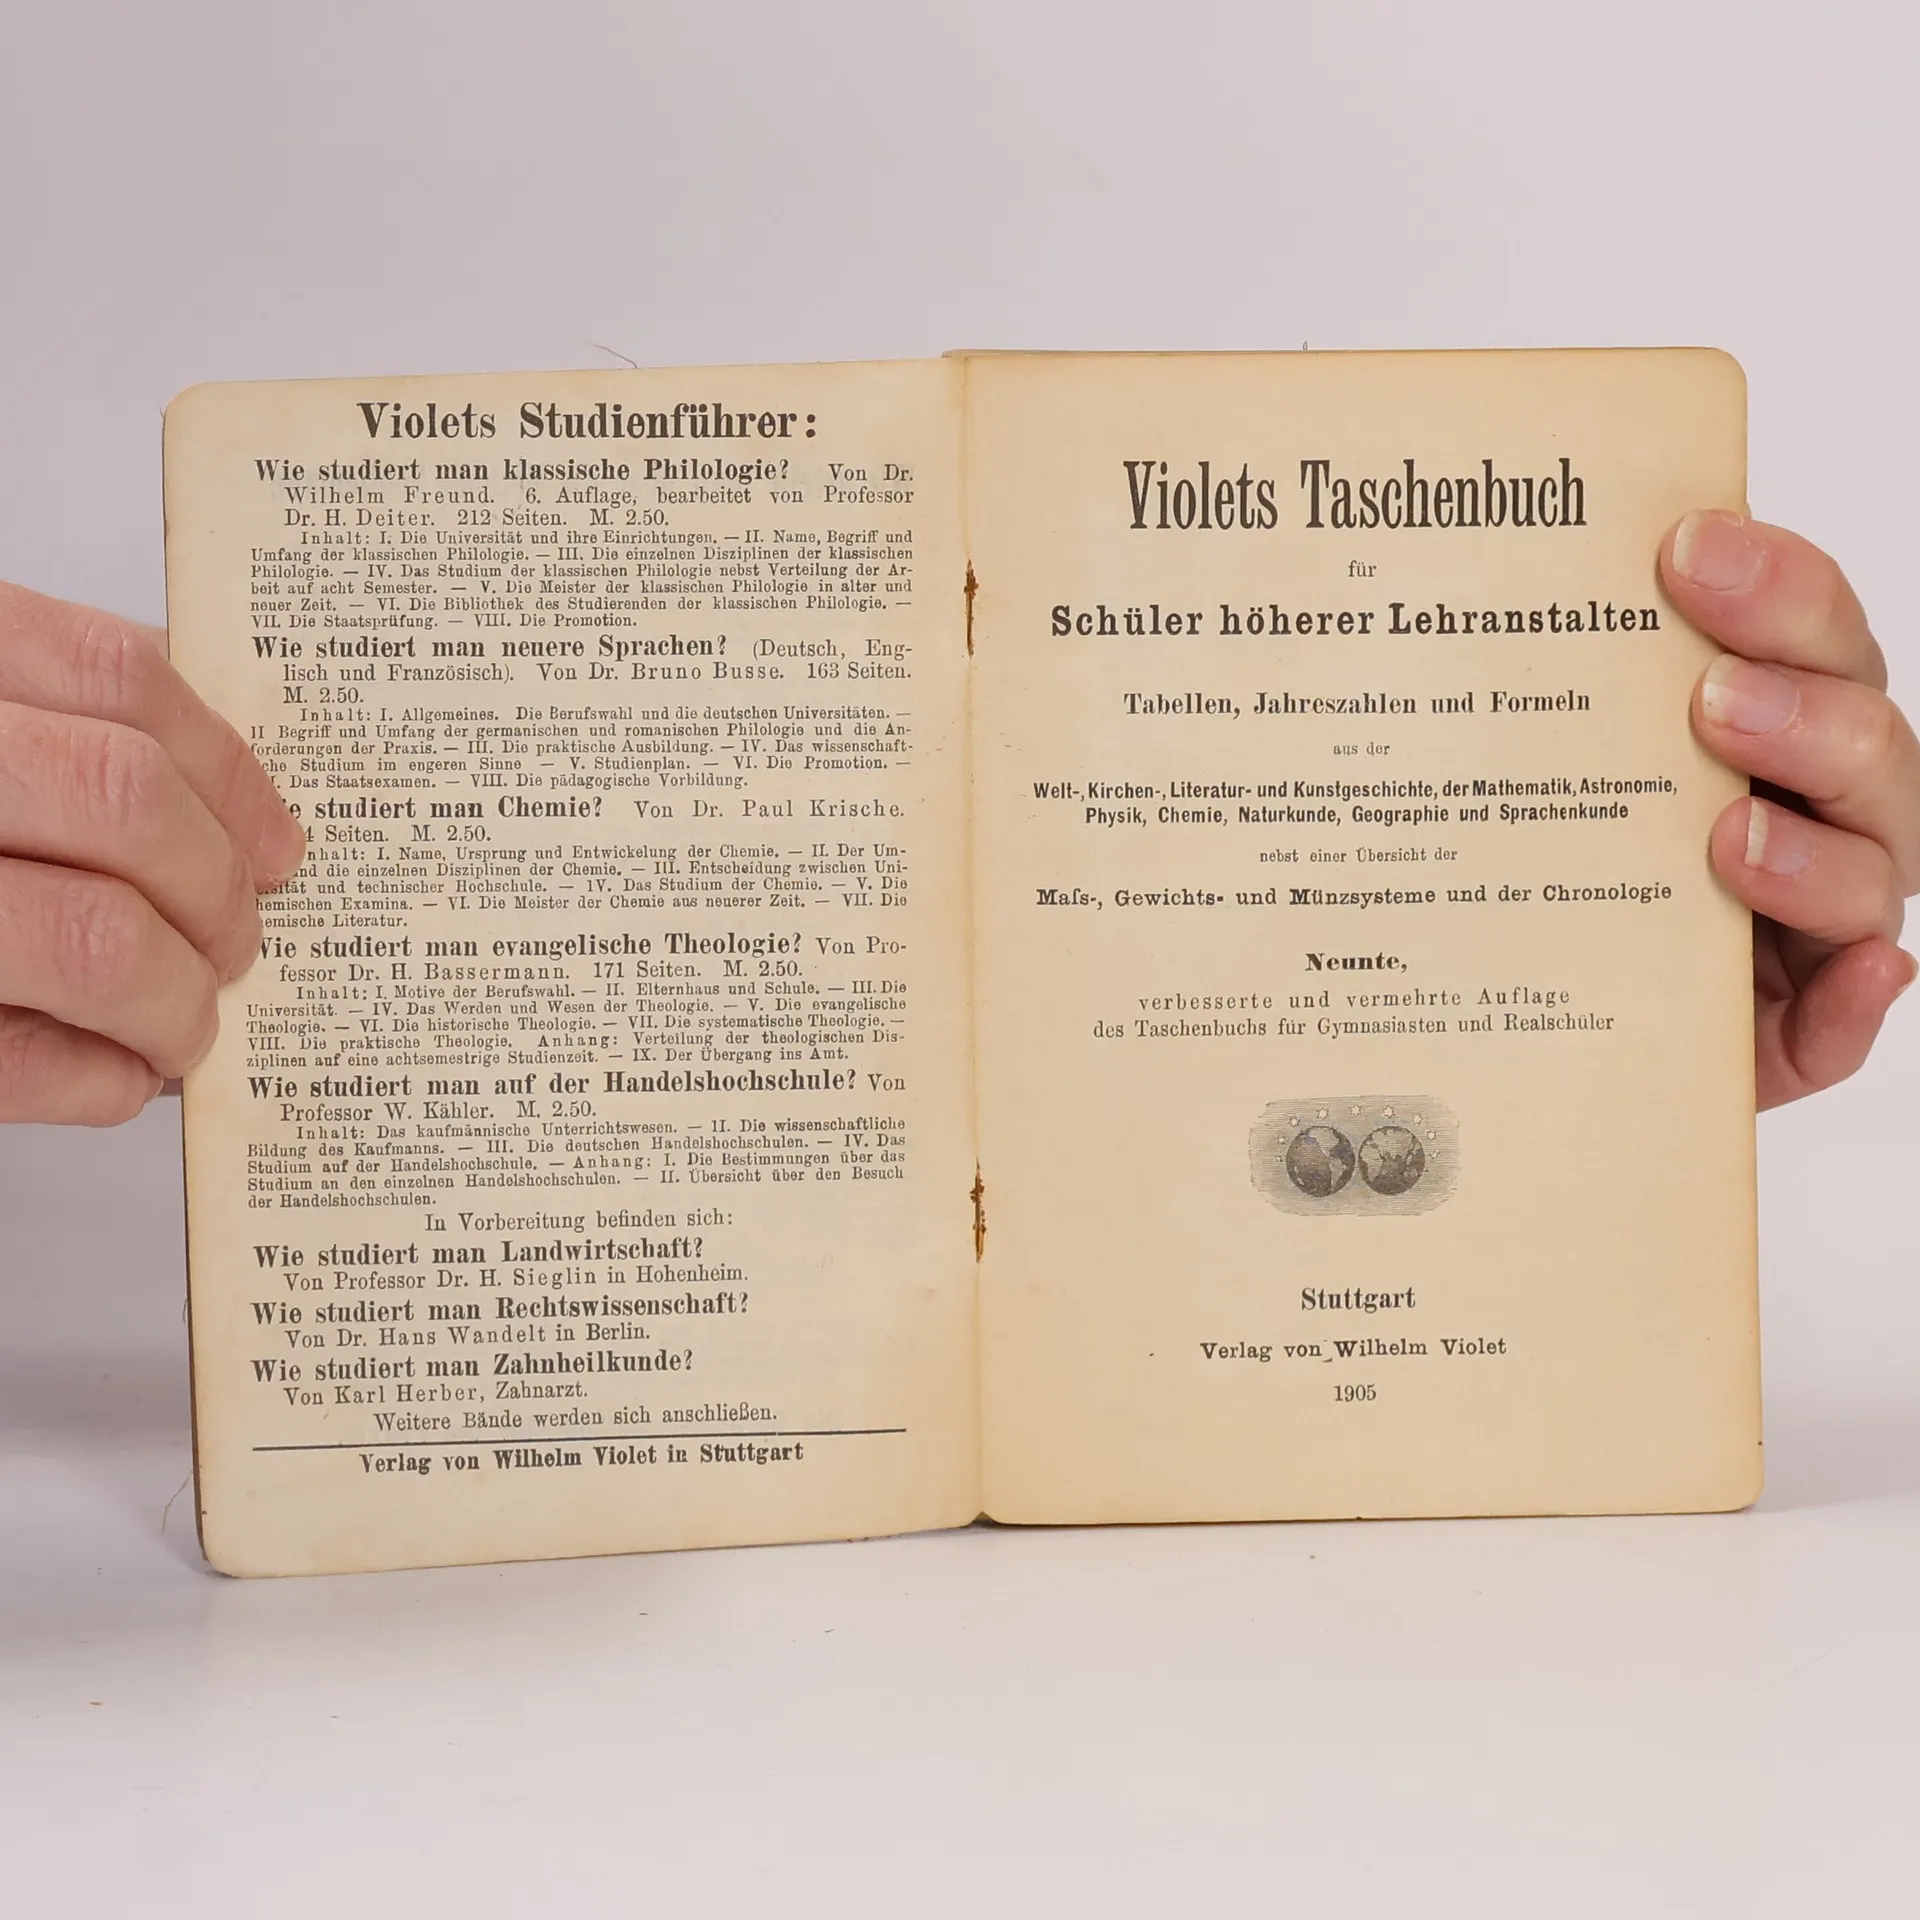 Violets Studienführer:
Wie studiert man klassische Philologie? Von Dr.
Wilhelm Freund. 6. Auflage, bearbeitet von Professor
Dr. H. Deiter. 212 Seiten. M. 2.50.
Inhalt: I. Die Universität und ihre Einrichtungen. — II. Name, Begriff und
Umfang der klassischen Philologie. — III. Die einzelnen Disziplinen der klassischen
Philologie. — IV. Das Studium der klassischen Philologie nebst Verteilung der Ar-
beit auf acht Semester. — V. Die Meister der klassischen Philologie in alter und
neuer Zeit. — VI. Die Bibliothek des Studierenden der klassischen Philologie. —
VII. Die Staatsprüfung. — VIII. Die Promotion.
Wie studiert man neuere Sprachen? (Deutsch, Eng-
lisch und Französisch). Von Dr. Bruno Busse. 163 Seiten.
M. 2.50.
Inhalt: I. Allgemeines. Die Berufswahl und die deutschen Universitäten. —
II Begriff und Umfang der germanischen und romanischen Philologie und die An-
forderungen der Praxis. — III. Die praktische Ausbildung. — IV. Das wissenschaft-
che Studium im engeren Sinne — V. Studienplan. — VI. Die Promotion. —
I. Das Staatsexamen. — VIII. Die pädagogische Vorbildung.
e studiert man Chemie? Von Dr. Paul Krische.
4 Seiten. M. 2.50.
nhalt: I. Name, Ursprung und Entwickelung der Chemie. — II. Der Um-
nd die einzelnen Disziplinen der Chemie. — III. Entscheidung zwischen Uni-
sität und technischer Hochschule. — IV. Das Studium der Chemie. — V. Die
hemischen Examina. — VI. Die Meister der Chemie aus neuerer Zeit. — VII. Die
emische Literatur.
Wie studiert man evangelische Theologie? Von Pro-
fessor Dr. H. Bassermann. 171 Seiten. M. 2.50.
Inhalt: I. Motive der Berufswahl. — II. Elternhaus und Schule. — III. Die
Universität. — IV. Das Werden und Wesen der Theologie. — V. Die evangelische
Theologie. — VI. Die historische Theologie. — VII. Die systematische Theologie. —
VIII. Die praktische Theologie. Anhang: Verteilung der theologischen Dis-
ziplinen auf eine achtsemestrige Studienzeit. — IX. Der Übergang ins Amt.
Wie studiert man auf der Handelshochschule? Von
Professor W. Kähler. M. 2.50.
Inhalt: Das kaufmännische Unterrichtswesen. — II. Die wissenschaftliche
Bildung des Kaufmanns. — III. Die deutschen Handelshochschulen. — IV. Das
Studium auf der Handelshochschule. — Anhang: I. Die Bestimmungen über das
Studium an den einzelnen Handelshochschulen. — II. Übersicht über den Besuch
der Handelshochschulen.
In Vorbereitung befinden sich:
Wie studiert man Landwirtschaft?
Von Professor Dr. H. Sieglin in Hohenheim.
Wie studiert man Rechtswissenschaft?
Von Dr. Hans Wandelt in Berlin.
Wie studiert man Zahnheilkunde?
Von Karl Herber, Zahnarzt.
Weitere Bände werden sich anschließen.
Verlag von Wilhelm Violet in Stuttgart
Violets Taschenbuch
für
Schüler höherer Lehranstalten
Tabellen, Jahreszahlen und Formeln
aus der
Welt-, Kirchen-, Literatur- und Kunstgeschichte, der Mathematik, Astronomie,
Physik, Chemie, Naturkunde, Geographie und Sprachenkunde
nebst einer Übersicht der
Maſs-, Gewichts- und Münzsysteme und der Chronologie
Neunte,
verbesserte und vermehrte Auflage
des Taschenbuchs für Gymnasiasten und Realschüler
Stuttgart
Verlag von Wilhelm Violet
1905